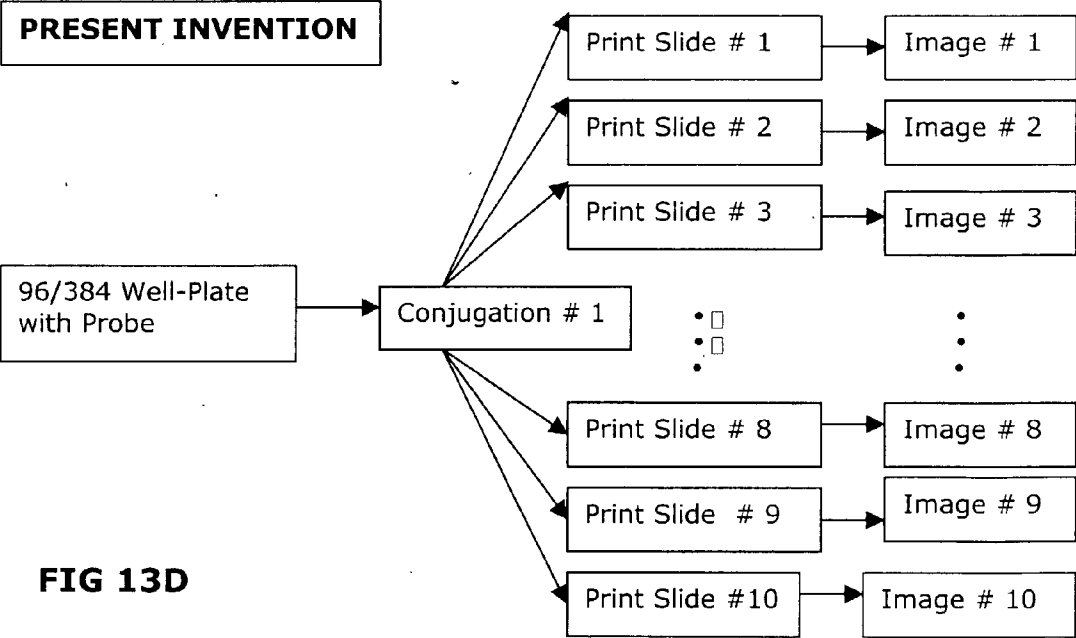 PRESENT INVENTION
Print Slide # 1
Image # 1
Print Slide # 2
Image # 2
Print Slide # 3
Image # 3
96/384 Well-Plate
with Probe
Conjugation # 1
Print Slide # 8
Image # 8
Print Slide # 9
Image # 9
Print Slide #10
Image # 10
FIG 13D